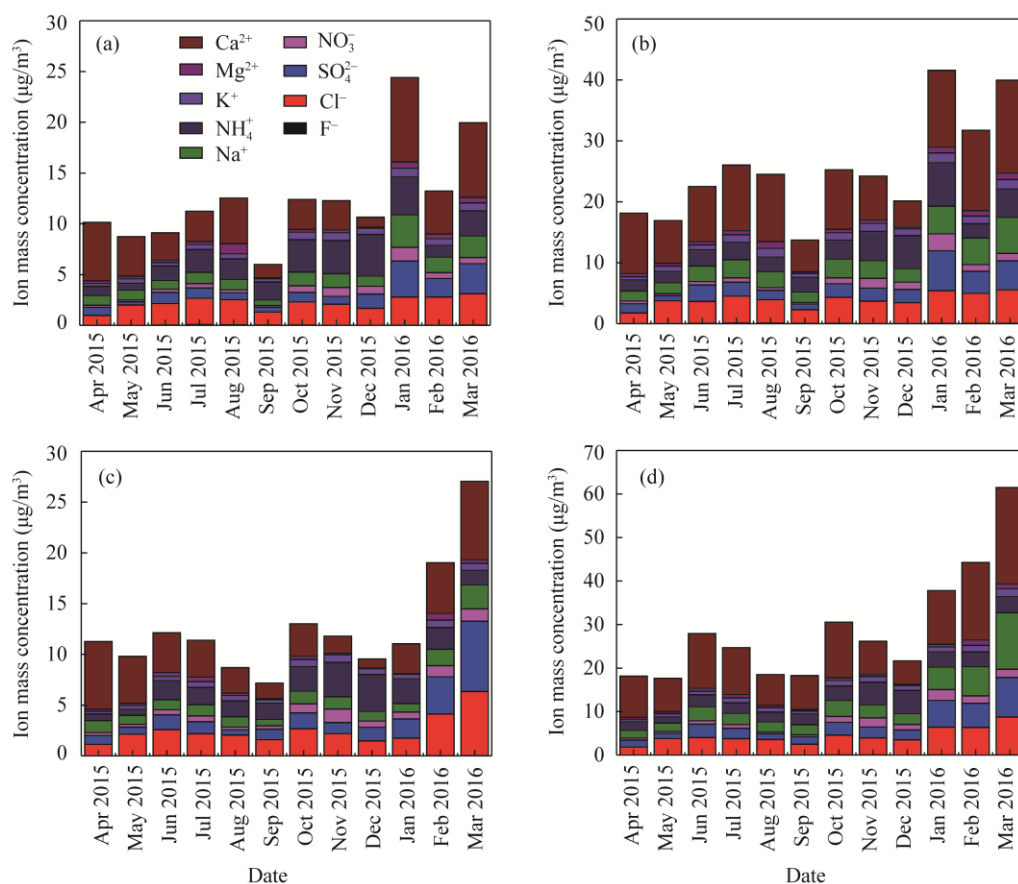 Ion mass concentration (μg/m³)
30
25
20
15
10
5
0
(a)
Ca²⁺
Mg²⁺
K⁺
NH₄⁺
Na⁺
NO₃⁻
SO₄²⁻
Cl⁻
F⁻
Apr 2015
May 2015
Jun 2015
Jul 2015
Aug 2015
Sep 2015
Oct 2015
Nov 2015
Dec 2015
Jan 2016
Feb 2016
Mar 2016
Ion mass concentration (μg/m³)
50
40
30
20
10
0
(b)
Apr 2015
May 2015
Jun 2015
Jul 2015
Aug 2015
Sep 2015
Oct 2015
Nov 2015
Dec 2015
Jan 2016
Feb 2016
Mar 2016
Ion mass concentration (μg/m³)
30
25
20
15
10
5
0
(c)
Apr 2015
May 2015
Jun 2015
Jul 2015
Aug 2015
Sep 2015
Oct 2015
Nov 2015
Dec 2015
Jan 2016
Feb 2016
Mar 2016
Date
Ion mass concentration (μg/m³)
70
60
50
40
30
20
10
0
(d)
Apr 2015
May 2015
Jun 2015
Jul 2015
Aug 2015
Sep 2015
Oct 2015
Nov 2015
Dec 2015
Jan 2016
Feb 2016
Mar 2016
Date